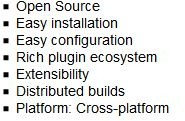 ▪ Open Source
▪ Easy installation
▪ Easy configuration
▪ Rich plugin ecosystem
▪ Extensibility
▪ Distributed builds
▪ Platform: Cross-platform